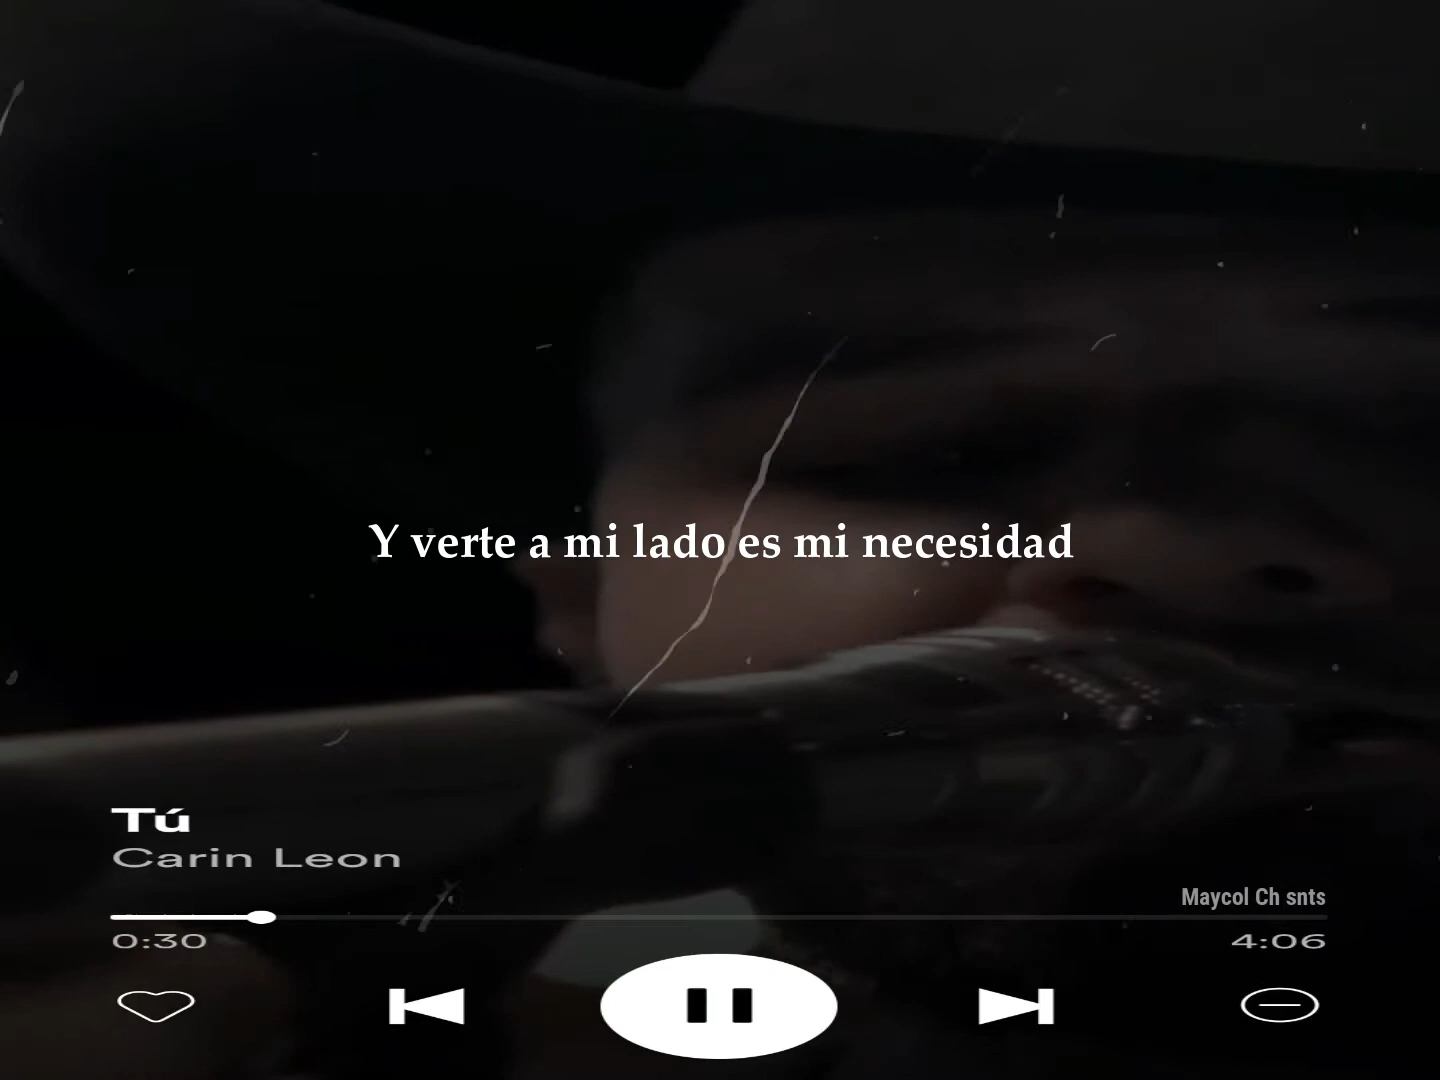 Y verte a mi lado es mi necesidad
Tú
Carin Leon
Maycol Ch snts
0:30
4:06